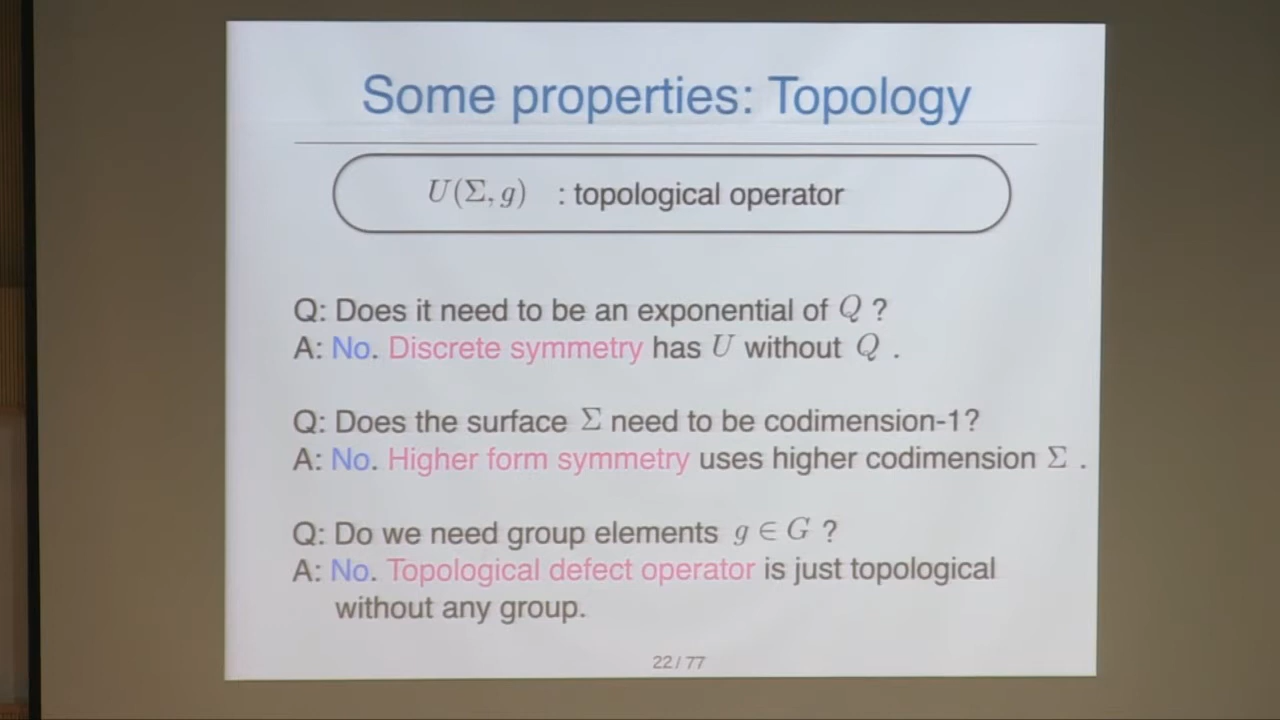 Some properties: Topology
U(Σ, g) : topological operator
Q: Does it need to be an exponential of Q ?
A: No. Discrete symmetry has U without Q .
Q: Does the surface Σ need to be codimension-1?
A: No. Higher form symmetry uses higher codimension Σ .
Q: Do we need group elements g ∈ G ?
A: No. Topological defect operator is just topological
without any group.
22 / 77